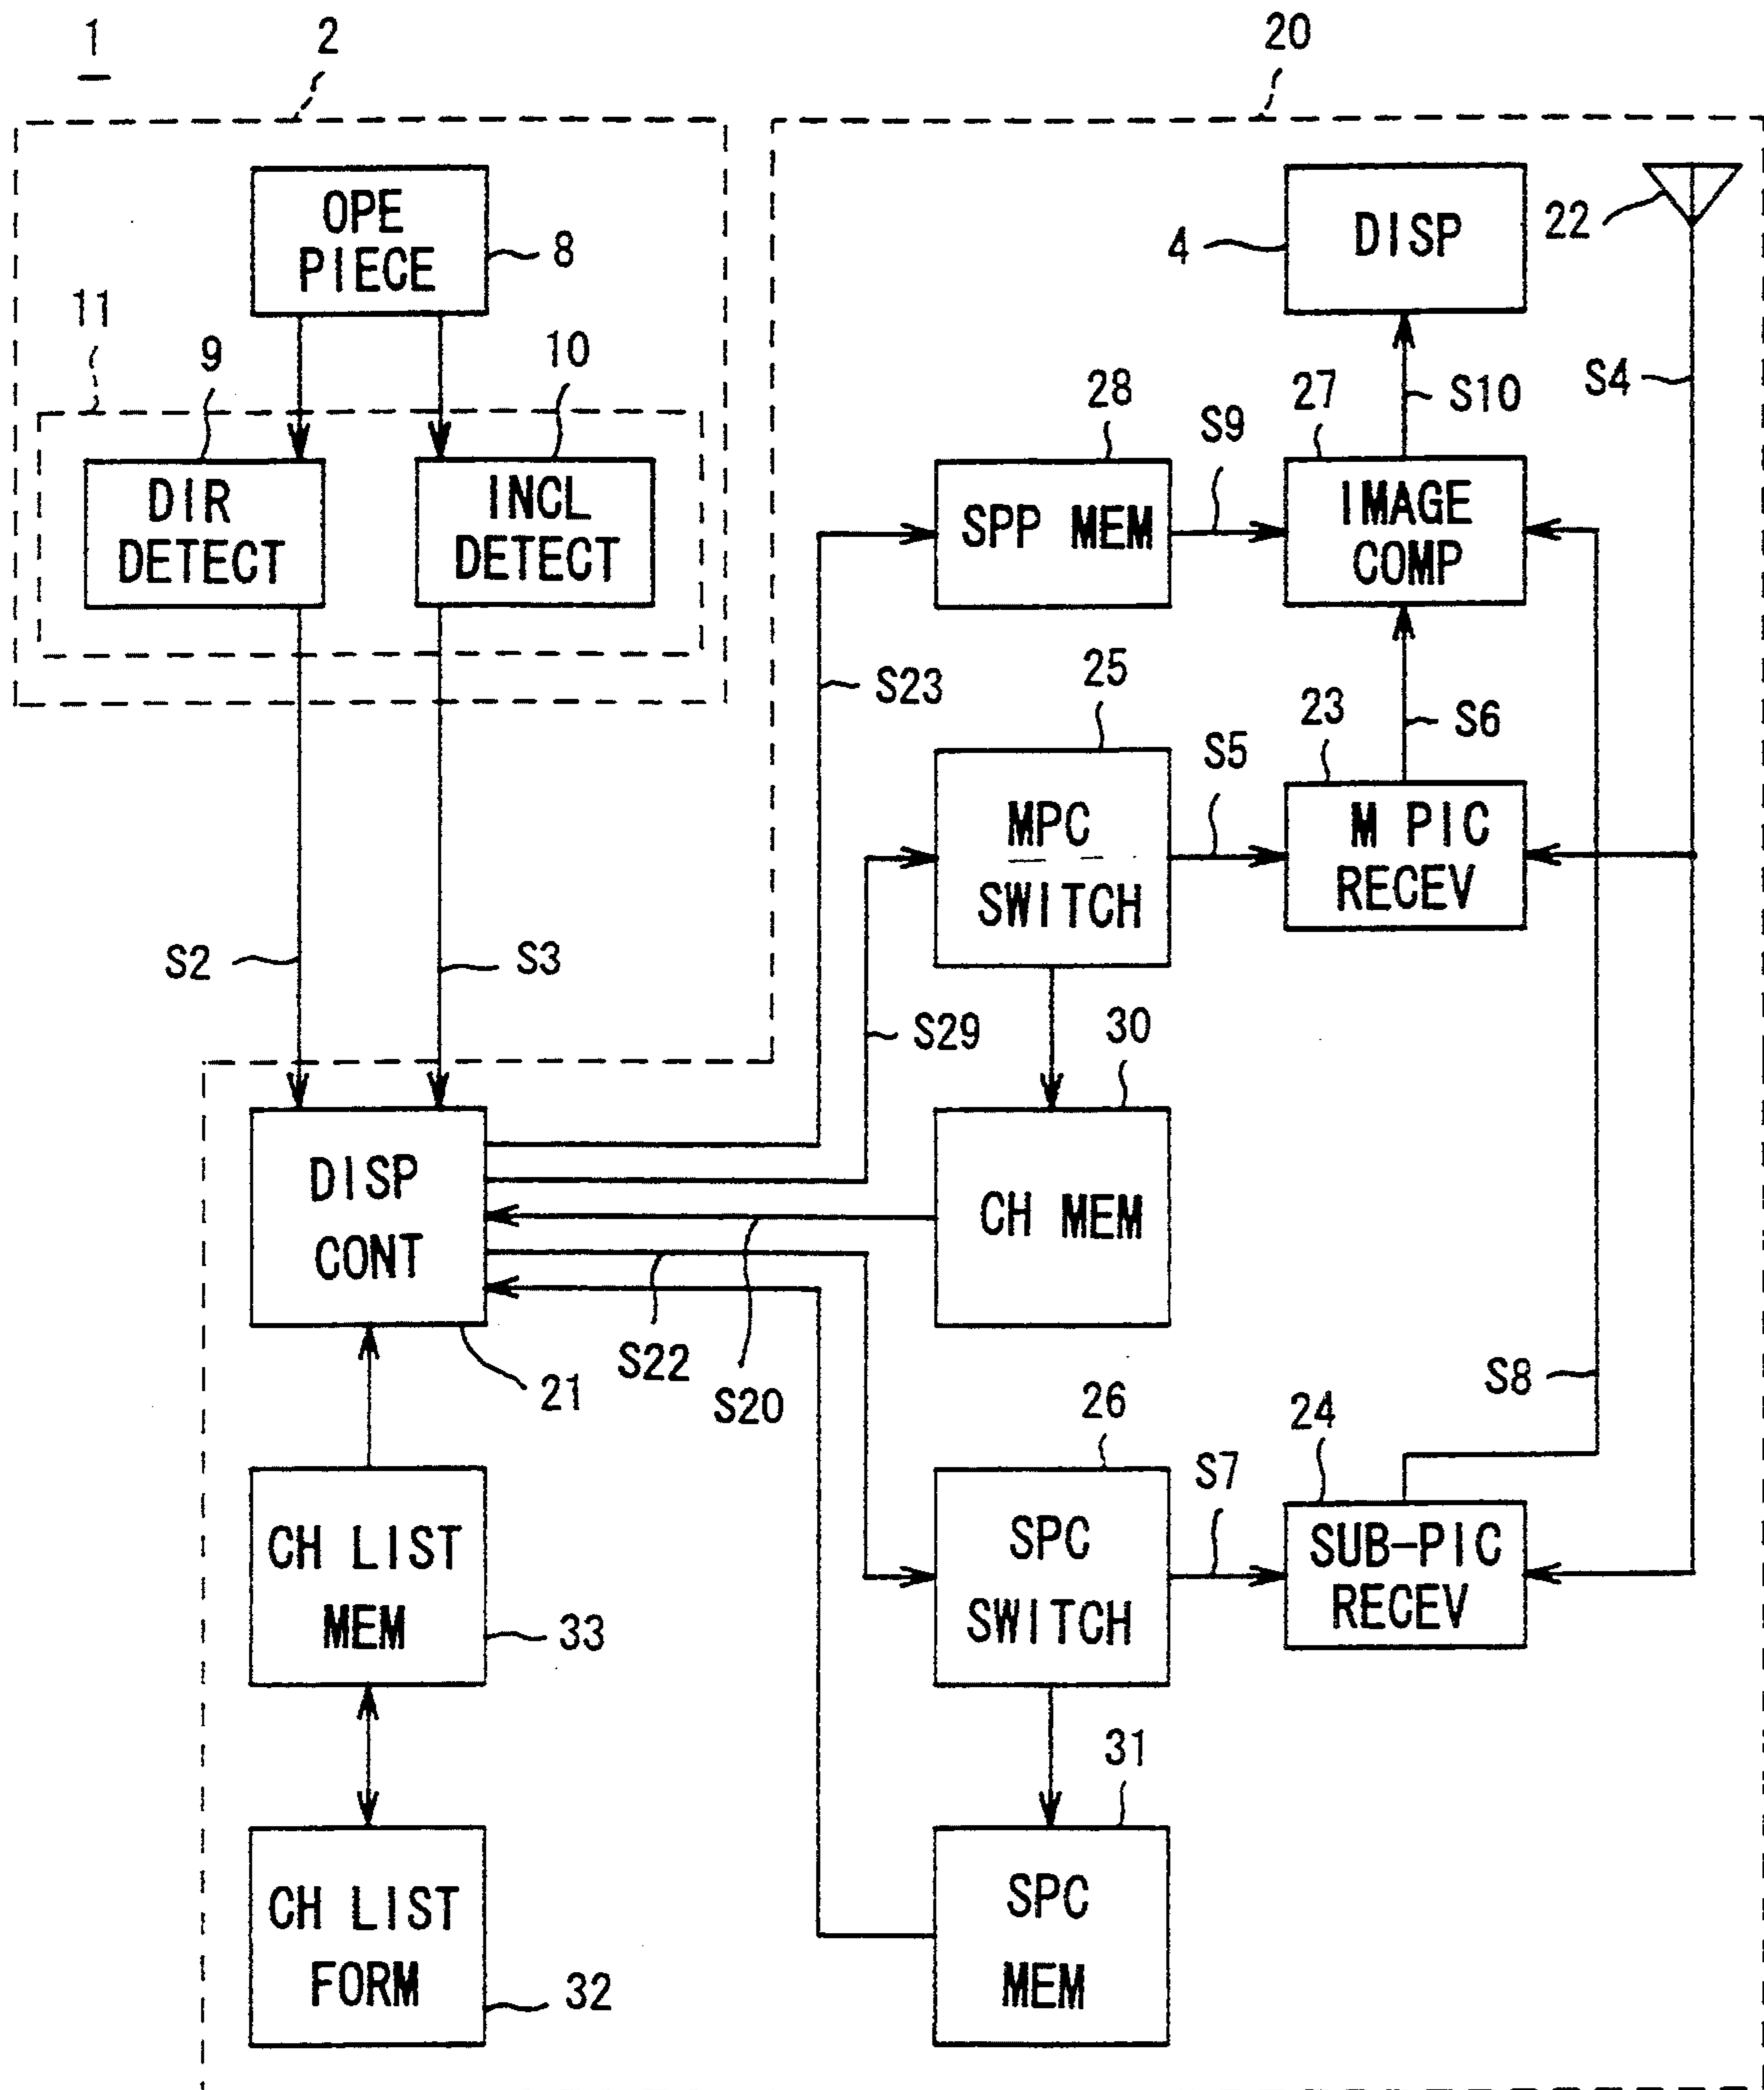 1
2
20
OPE
PIECE
8
DISP
4
22
11
9
10
S4
S10
27
28
S9
DIR
DETECT
INCL
DETECT
SPP MEM
IMAGE
COMP
S23
25
S6
23
S5
MPC
SWITCH
M PIC
RECEV
S2
S3
S29
30
DISP
CONT
CH MEM
S22
S20
21
S8
26
24
S7
CH LIST
MEM
33
SPC
SWITCH
SUB-PIC
RECEV
31
CH LIST
FORM
32
SPC
MEM